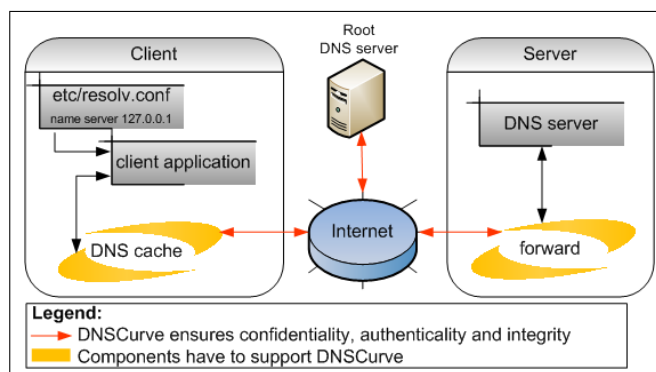 Client
etc/resolv.conf
name server 127.0.0.1
client application
DNS cache
Root
DNS server
Internet
Server
DNS server
forward
Legend:
DNSCurve ensures confidentiality, authenticity and integrity
Components have to support DNSCurve